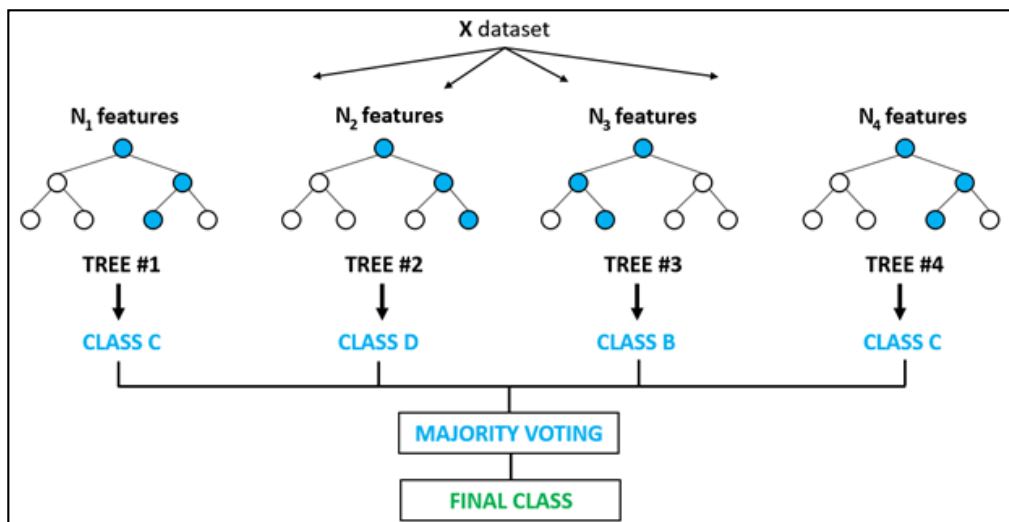 X dataset
N₁ features
N₂ features
N₃ features
N₄ features
TREE #1
TREE #2
TREE #3
TREE #4
CLASS C
CLASS D
CLASS B
CLASS C
MAJORITY VOTING
FINAL CLASS